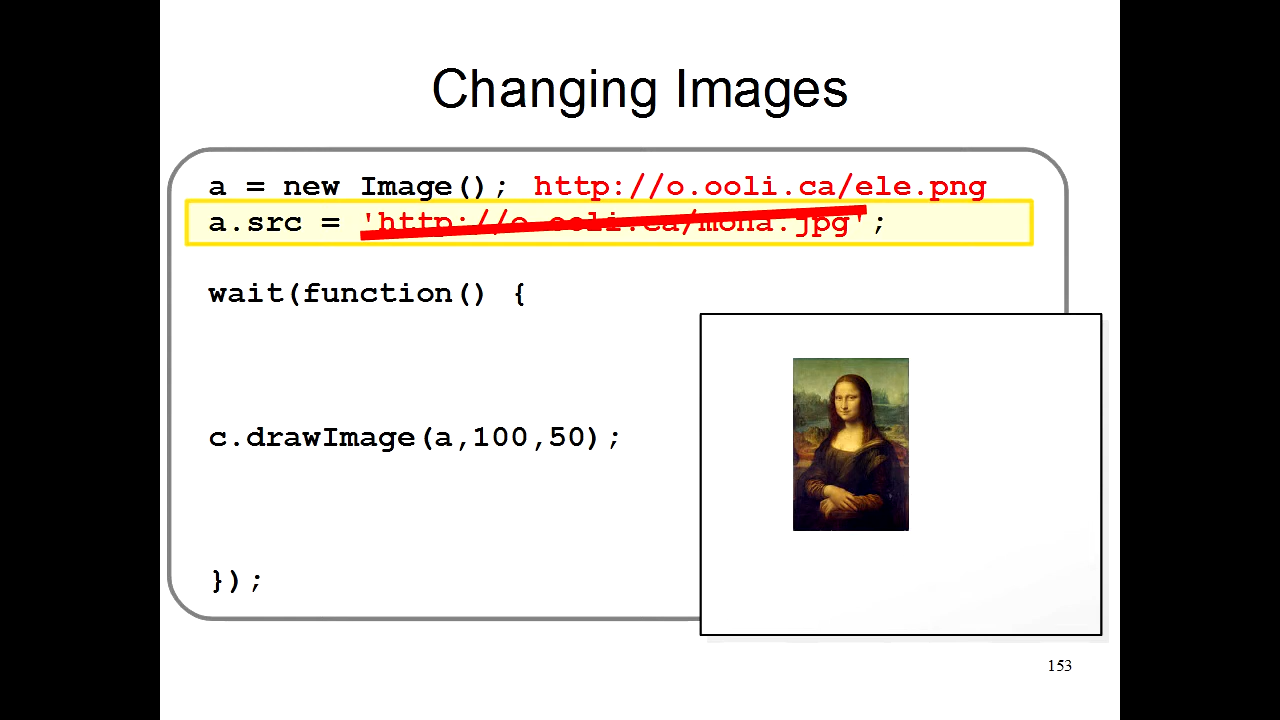 Changing Images
a = new Image(); http://o.ooli.ca/ele.png
a.src = 'http://o.ooli.ca/mona.jpg';
wait(function() {
c.drawImage(a,100,50);
});
153